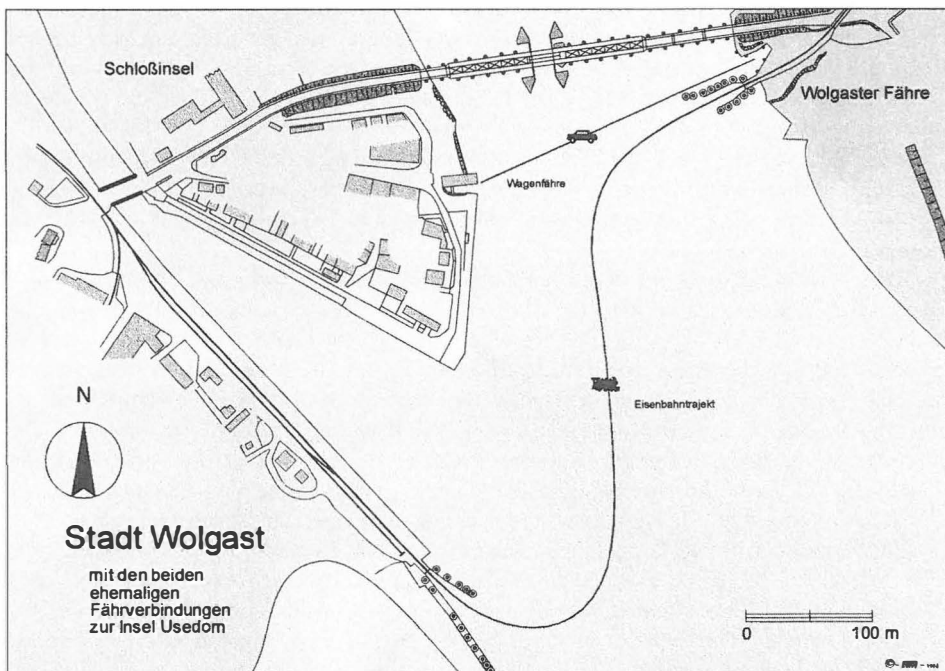 Schloßinsel
Wolgaster Fähre
Wagenfähre
Eisenbahntrajekt
N
Stadt Wolgast
mit den beiden
ehemaligen
Fährverbindungen
zur Insel Usedom
0 100 m